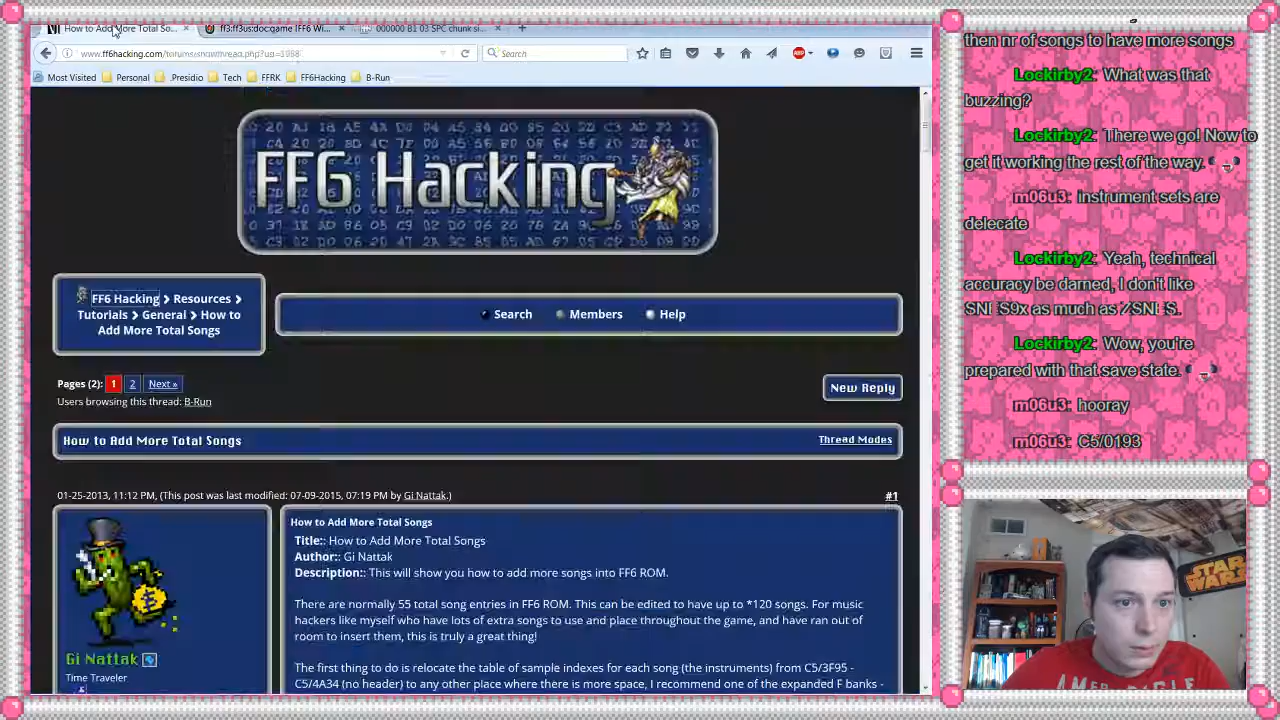 How to Add More Total So...
ff3:ff3us:doc:game [FF6 Wi...
000000 B1 03 SPC chunk si...
www.ff6hacking.com/forums/showthread.php?tid=1988
Search
Most Visited Personal .Presidio Tech FFRK FF6Hacking B-Run
FF6 Hacking
FF6 Hacking › Resources ›
Tutorials › General › How to
Add More Total Songs
Search Members Help
Pages (2): 1 2 Next »
Users browsing this thread: B-Run
New Reply
How to Add More Total Songs
Thread Modes
01-25-2013, 11:12 PM, (This post was last modified: 07-09-2015, 07:19 PM by Gi Nattak.)
#1
Gi Nattak
Time Traveler
How to Add More Total Songs
Title:: How to Add More Total Songs
Author:: Gi Nattak
Description:: This will show you how to add more songs into FF6 ROM.
There are normally 55 total song entries in FF6 ROM. This can be edited to have up to *120 songs. For music
hackers like myself who have lots of extra songs to use and place throughout the game, and have ran out of
room to insert them, this is truly a great thing!
The first thing to do is relocate the table of sample indexes for each song (the instruments) from C5/3F95 -
C5/4A34 (no header) to any other place where there is more space, I recommend one of the expanded F banks -
then nr of songs to have more songs
Lockirby2: What was that
buzzing?
Lockirby2: There we go! Now to
get it working the rest of the way.
m06u3: instrument sets are
delecate
Lockirby2: Yeah, technical
accuracy be darned, I don't like
SNES9x as much as ZSNES.
Lockirby2: Wow, you're
prepared with that save state.
m06u3: hooray
m06u3: C5/0193
STAR
WARS